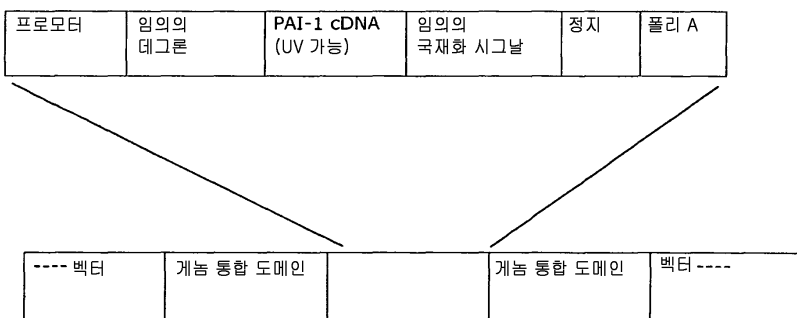 프로모터
임의의
데그론
PAI-1 cDNA
(UV 가능)
임의의
국재화 시그날
정지
폴리 A
---- 벡터
게놈 통합 도메인
게놈 통합 도메인
벡터 ----